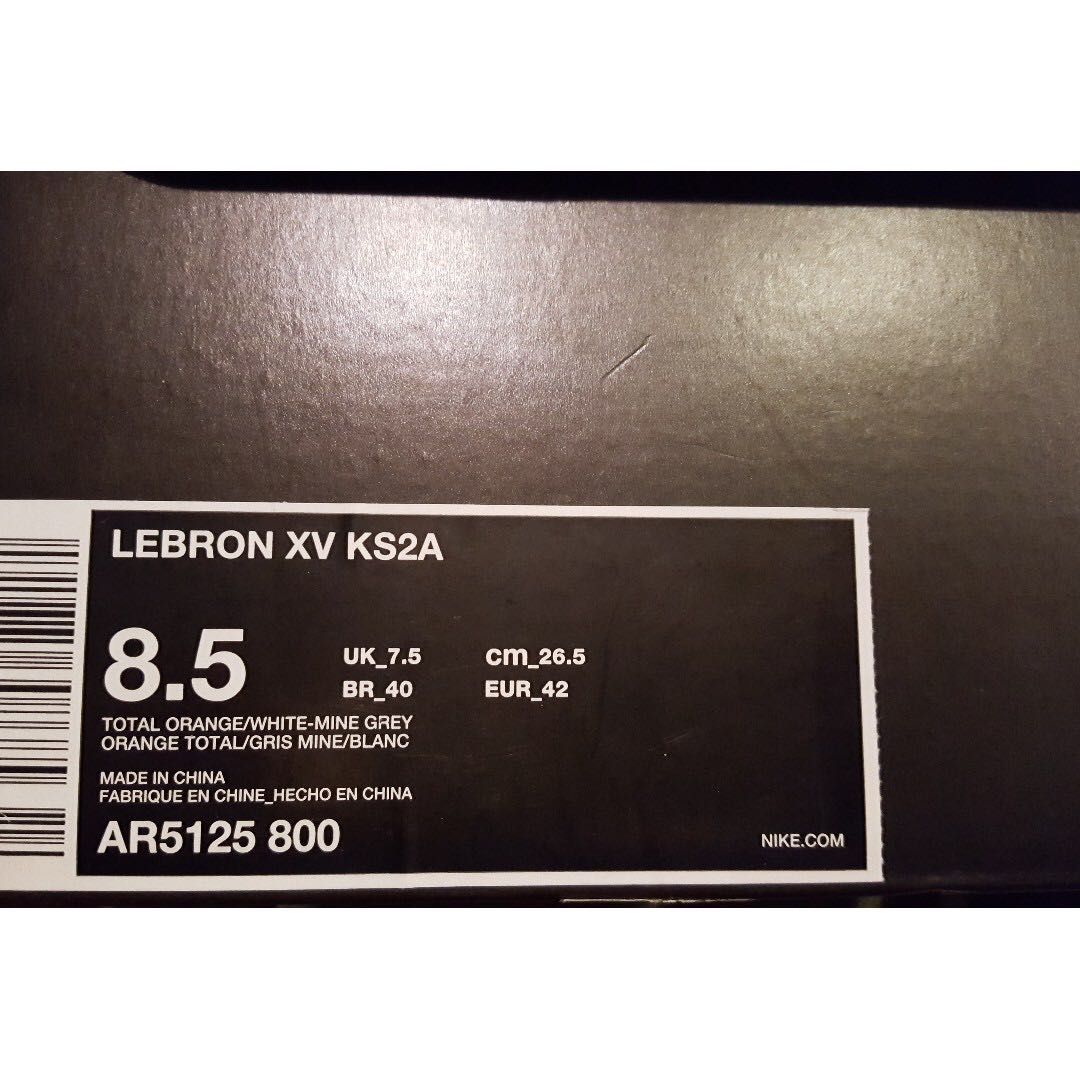 LEBRON XV KS2A
8.5
UK_7.5 cm_26.5
BR_40 EUR_42
TOTAL ORANGE/WHITE-MINE GREY
ORANGE TOTAL/GRIS MINE/BLANC
MADE IN CHINA
FABRIQUE EN CHINE_HECHO EN CHINA
AR5125 800
NIKE.COM